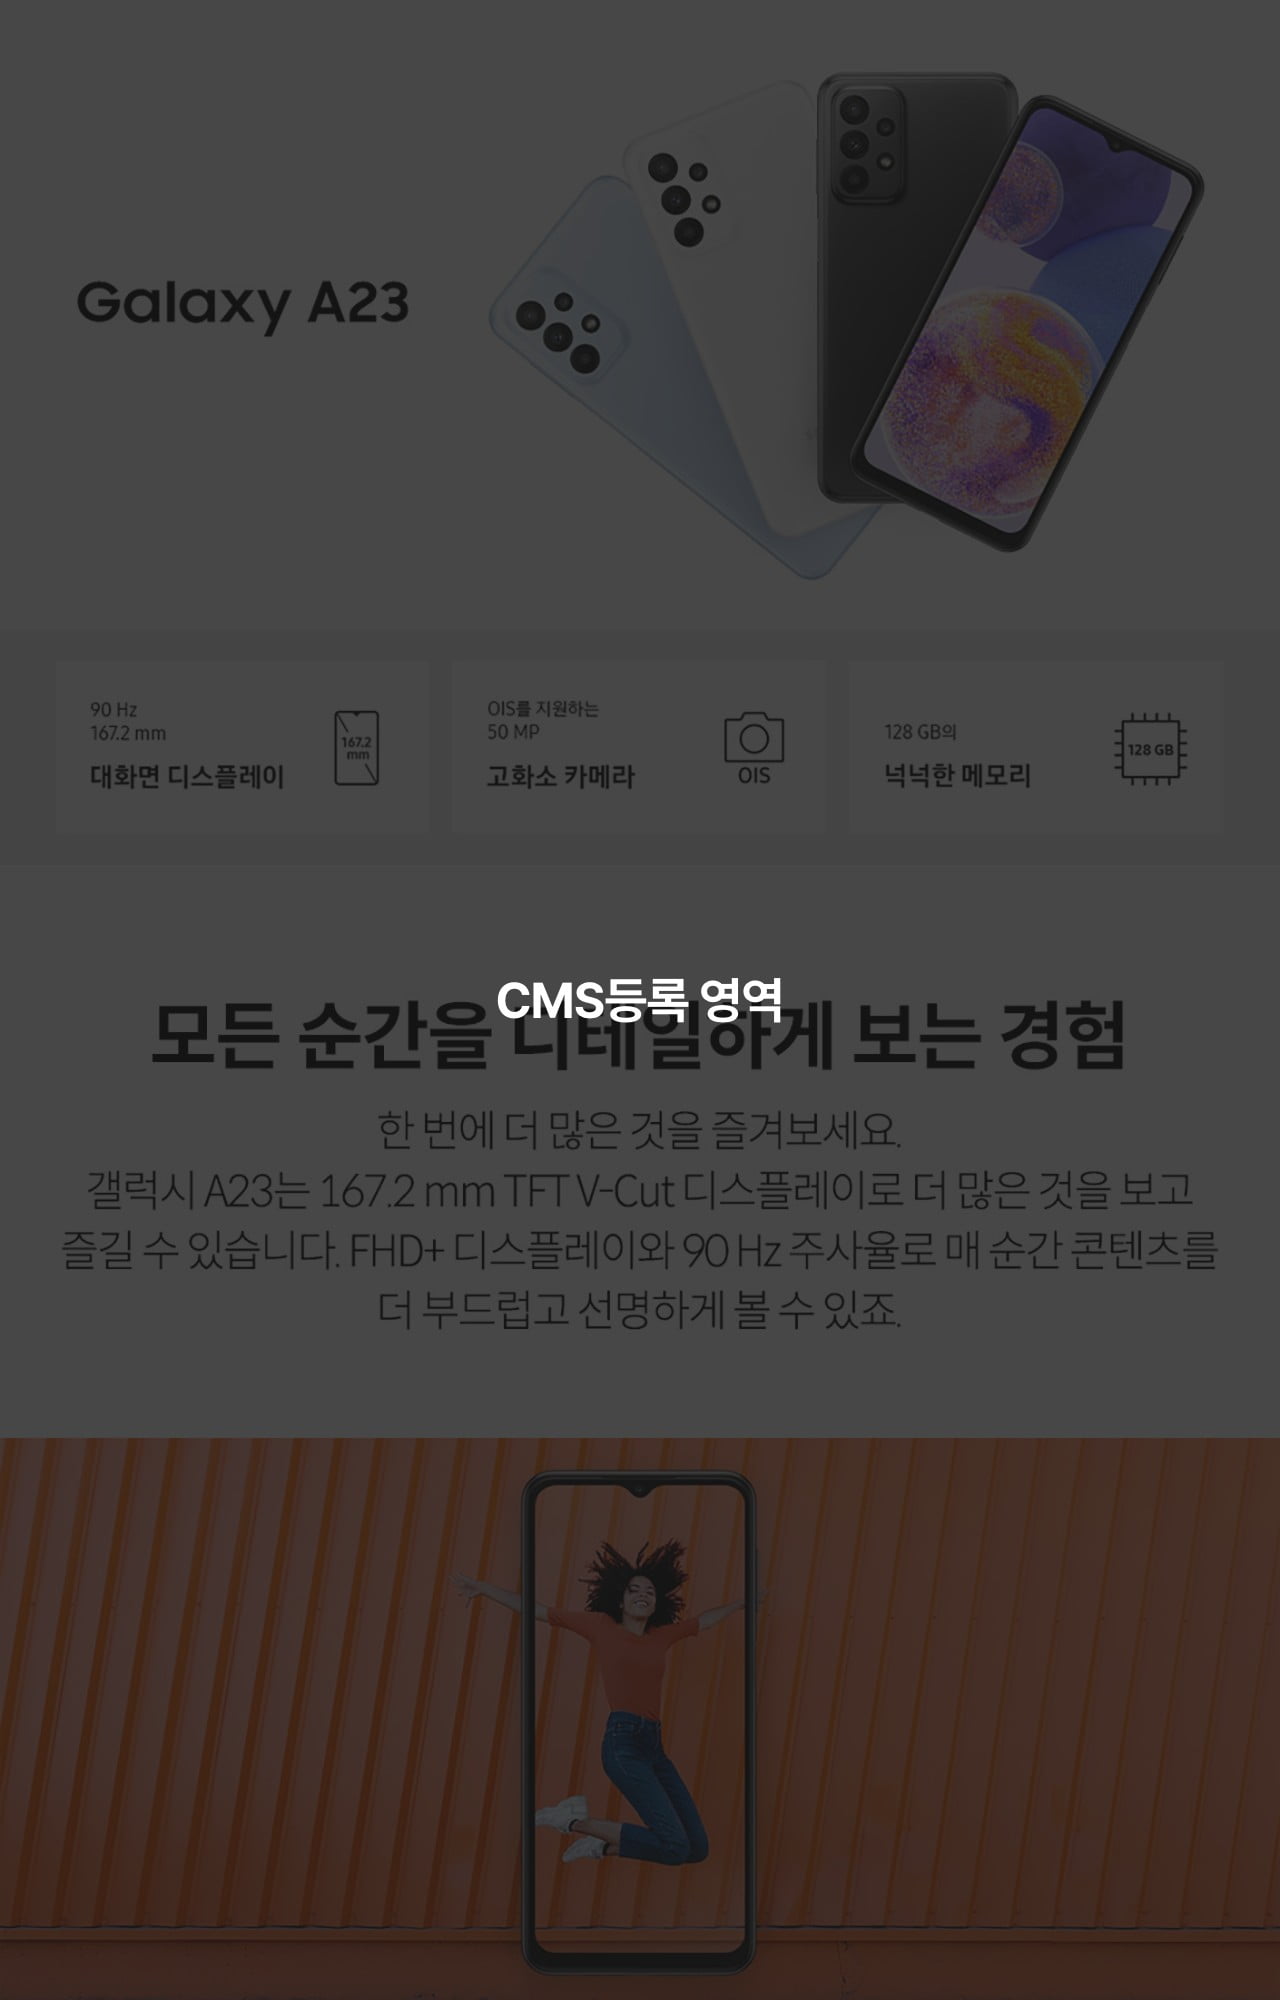 Galaxy A23
90 Hz
167.2 mm
대화면 디스플레이
167.2
mm
OIS를 지원하는
50 MP
고화소 카메라
OIS
128 GB의
넉넉한 메모리
128 GB
CMS등록 영역
모든 순간을 디테일하게 보는 경험
한 번에 더 많은 것을 즐겨보세요.
갤럭시 A23는 167.2 mm TFT V-Cut 디스플레이로 더 많은 것을 보고
즐길 수 있습니다. FHD+ 디스플레이와 90 Hz 주사율로 매 순간 콘텐츠를
더 부드럽고 선명하게 볼 수 있죠.